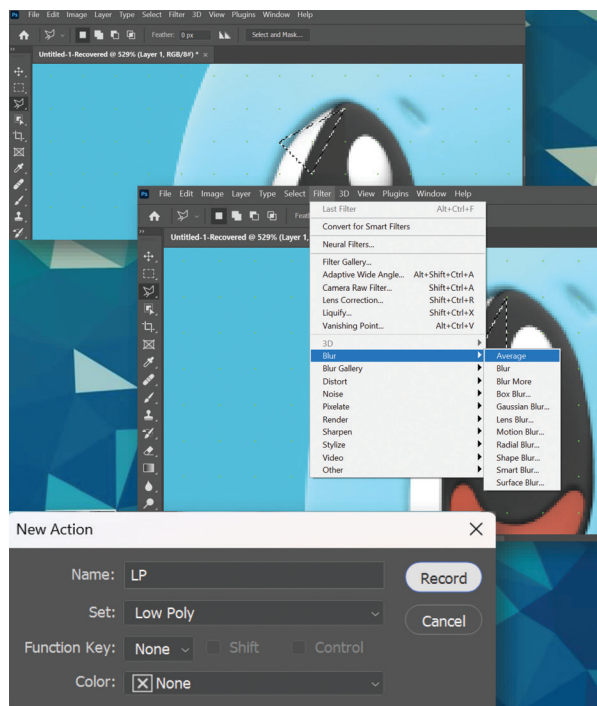 Ps File Edit Image Layer Type Select Filter 3D View Plugins Window Help
Feather: 0 px Select and Mask...
Untitled-1-Recovered @ 529% (Layer 1, RGB/8#) * ×
Ps File Edit Image Layer Type Select Filter 3D View Plugins Window Help
Untitled-1-Recovered @ 529% (Layer 1,
Last Filter Alt+Ctrl+F
Convert for Smart Filters
Neural Filters...
Filter Gallery...
Adaptive Wide Angle... Alt+Shift+Ctrl+A
Camera Raw Filter... Shift+Ctrl+A
Lens Correction... Shift+Ctrl+R
Liquify... Shift+Ctrl+X
Vanishing Point... Alt+Ctrl+V
3D
Blur
Blur Gallery
Distort
Noise
Pixelate
Render
Sharpen
Stylize
Video
Other
Average
Blur
Blur More
Box Blur...
Gaussian Blur...
Lens Blur...
Motion Blur...
Radial Blur...
Shape Blur...
Smart Blur...
Surface Blur...
New Action
Name: LP
Record
Set: Low Poly
Cancel
Function Key: None Shift Control
Color: None